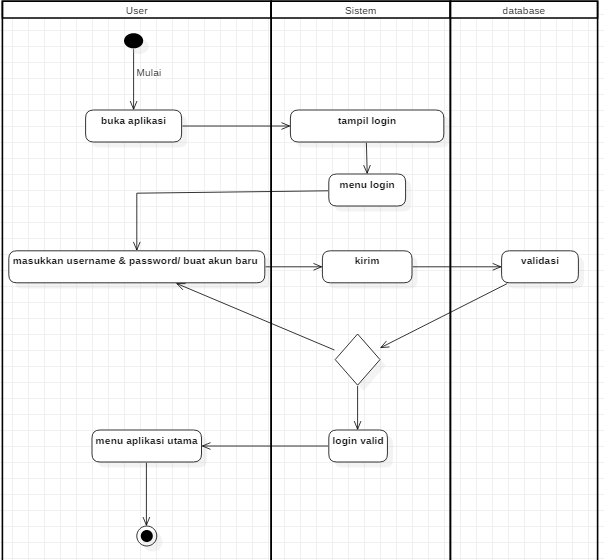 User
Sistem
database
Mulai
buka aplikasi
tampil login
menu login
masukkan username & password/ buat akun baru
kirim
validasi
login valid
menu aplikasi utama